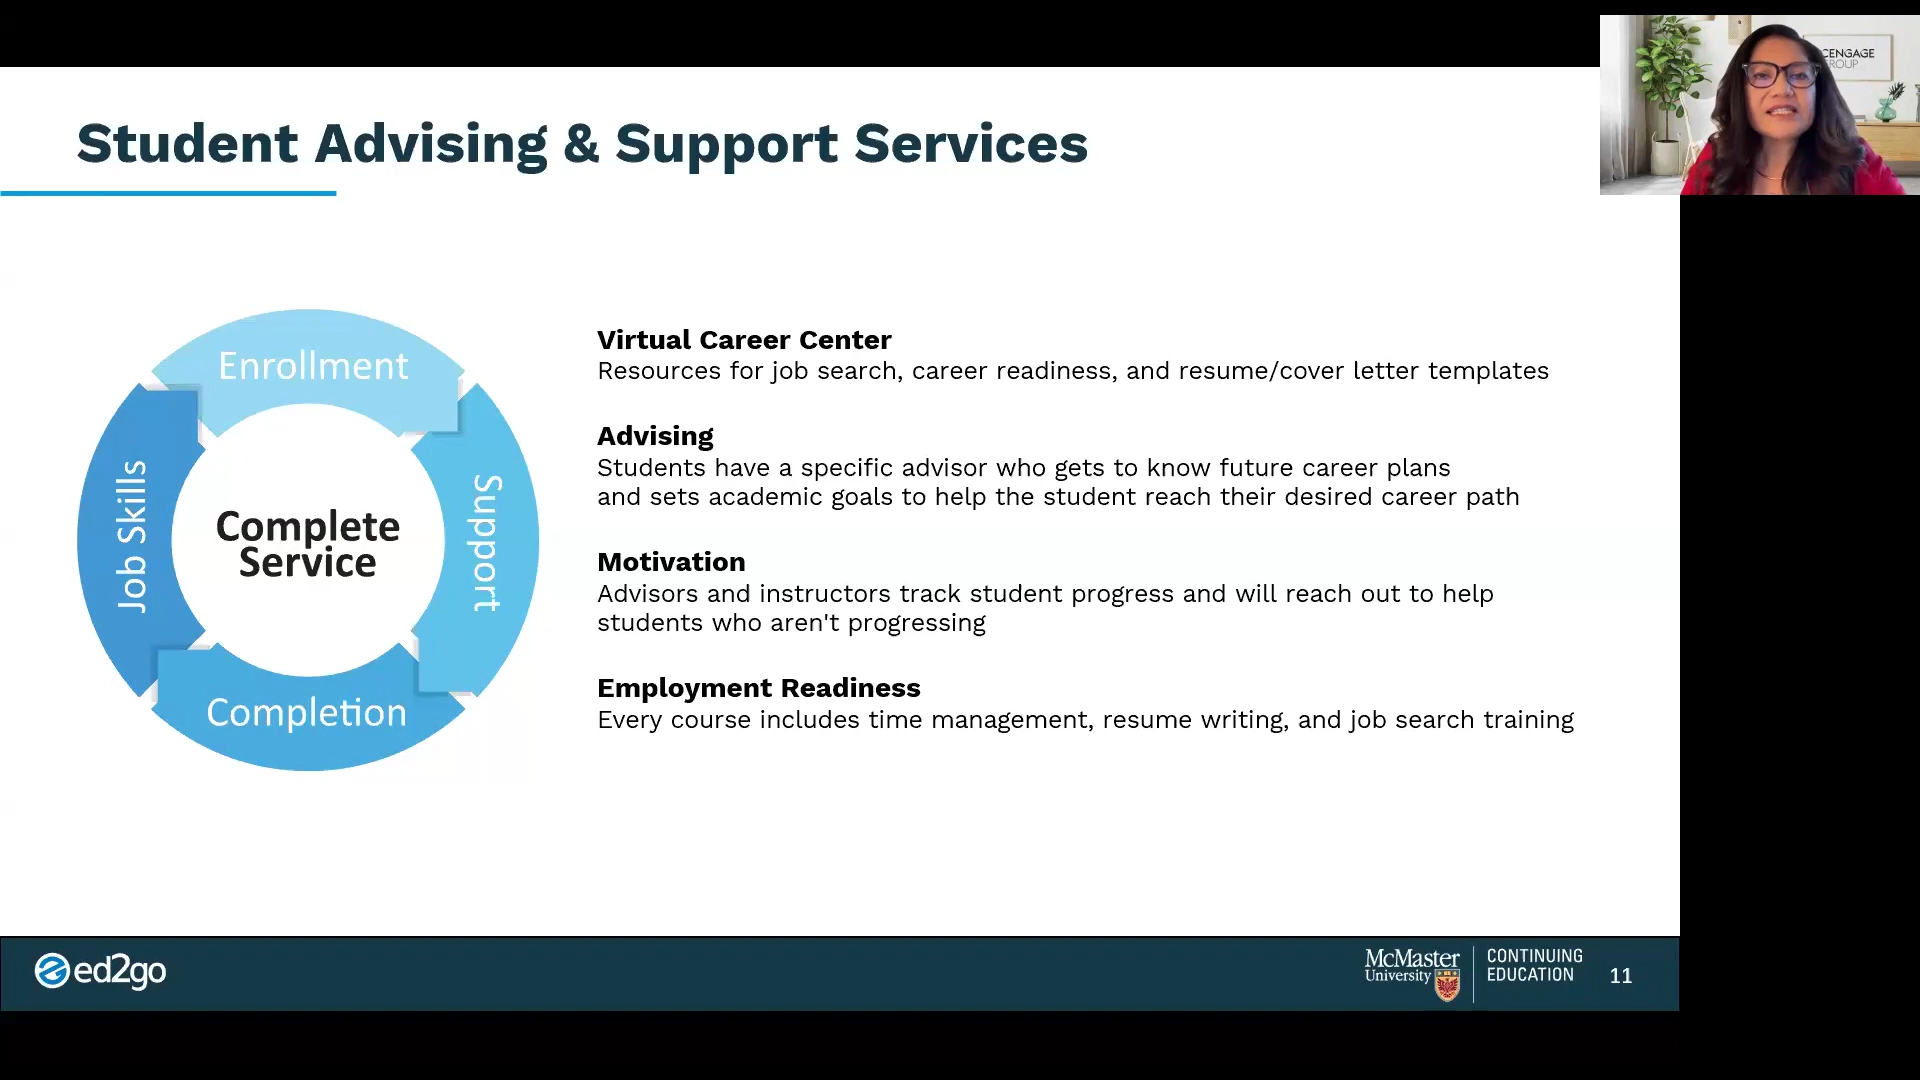 Student Advising & Support Services
CENGAGE
GROUP
Enrollment
Support
Completion
Job Skills
Complete
Service
Virtual Career Center
Resources for job search, career readiness, and resume/cover letter templates
Advising
Students have a specific advisor who gets to know future career plans
and sets academic goals to help the student reach their desired career path
Motivation
Advisors and instructors track student progress and will reach out to help
students who aren't progressing
Employment Readiness
Every course includes time management, resume writing, and job search training
ed2go
McMaster
University
CONTINUING
EDUCATION
11